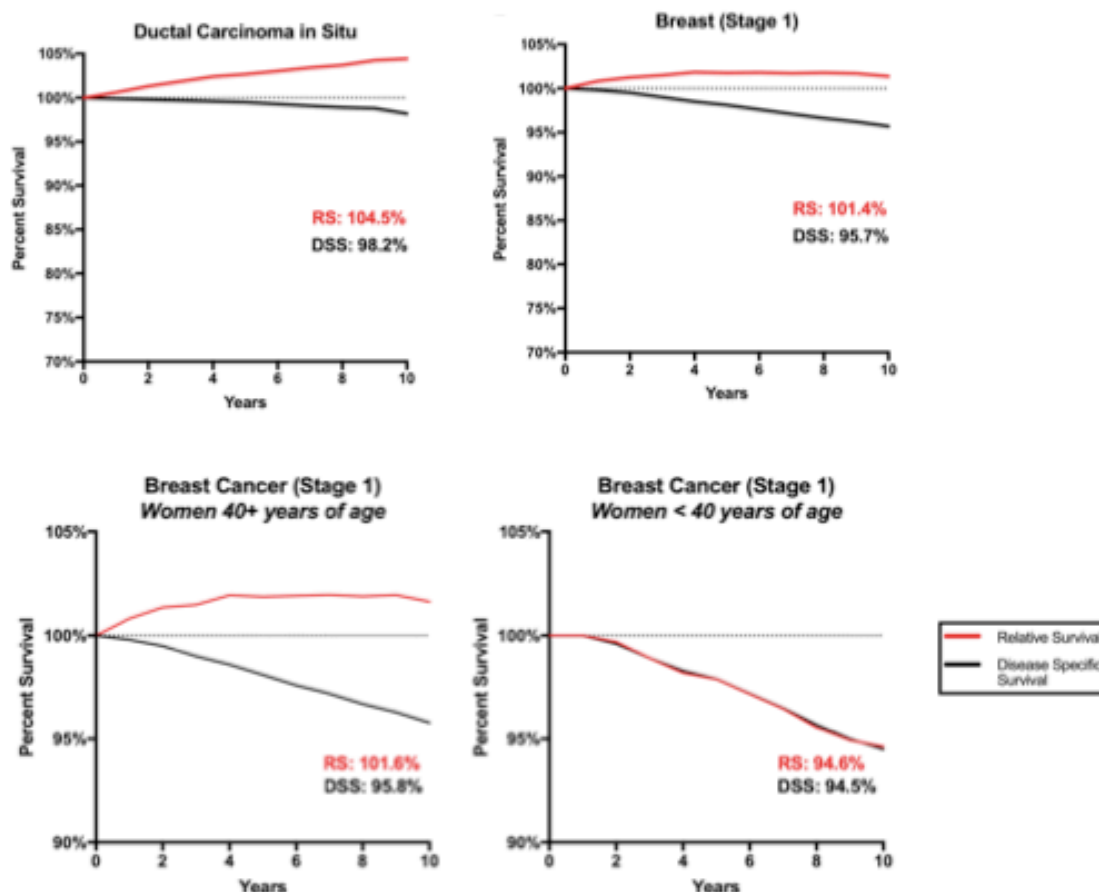 Ductal Carcinoma in Situ
105%
100%
95%
90%
85%
80%
75%
70%
Percent Survival
RS: 104.5%
DSS: 98.2%
0 2 4 6 8 10
Years
Breast (Stage 1)
105%
100%
95%
90%
85%
80%
75%
70%
Percent Survival
RS: 101.4%
DSS: 95.7%
0 2 4 6 8 10
Years
Breast Cancer (Stage 1)
Women 40+ years of age
105%
100%
95%
90%
Percent Survival
RS: 101.6%
DSS: 95.8%
0 2 4 6 8 10
Years
Breast Cancer (Stage 1)
Women < 40 years of age
105%
100%
95%
90%
Percent Survival
RS: 94.6%
DSS: 94.5%
0 2 4 6 8 10
Years
Relative Survival
Disease Specific
Survival